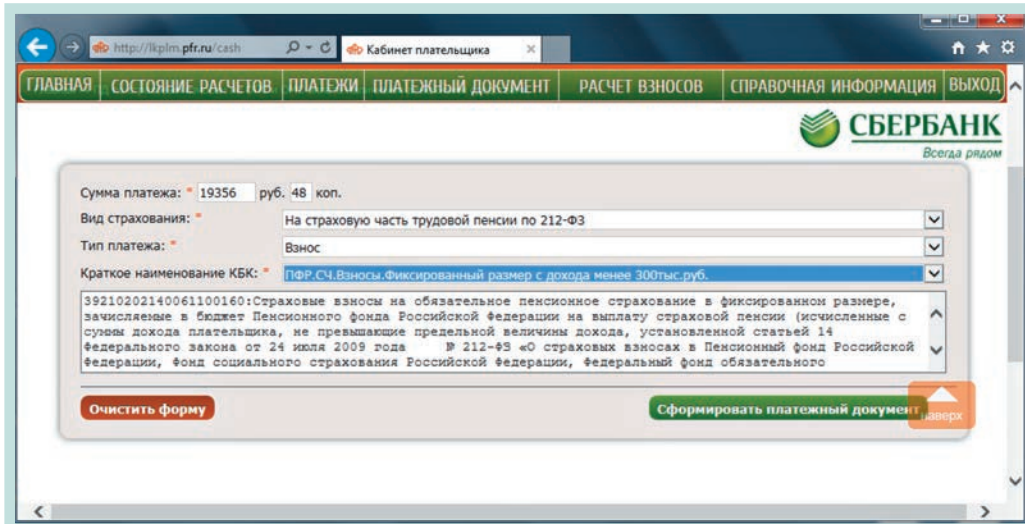 http://lkplm.pfr.ru/cash
Кабинет плательщика
ГЛАВНАЯ СОСТОЯНИЕ РАСЧЕТОВ ПЛАТЕЖИ ПЛАТЕЖНЫЙ ДОКУМЕНТ РАСЧЕТ ВЗНОСОВ СПРАВОЧНАЯ ИНФОРМАЦИЯ ВЫХОД
СБЕРБАНК
Всегда рядом
Сумма платежа: * 19356 руб. 48 коп.
Вид страхования: * На страховую часть трудовой пенсии по 212-ФЗ
Тип платежа: * Взнос
Краткое наименование КБК: * ПФР.СЧ.Взносы.Фиксированный размер с дохода менее 300тыс.руб.
39210202140061100160:Страховые взносы на обязательное пенсионное страхование в фиксированном размере,
зачисляемые в бюджет Пенсионного фонда Российской Федерации на выплату страховой пенсии (исчисленные с
суммы дохода плательщика, не превышающие предельной величины дохода, установленной статьей 14
Федерального закона от 24 июля 2009 года № 212-ФЗ «О страховых взносах в Пенсионный фонд Российской
Федерации, Фонд социального страхования Российской Федерации, Федеральный фонд обязательного
Очистить форму
Сформировать платежный документ
наверх